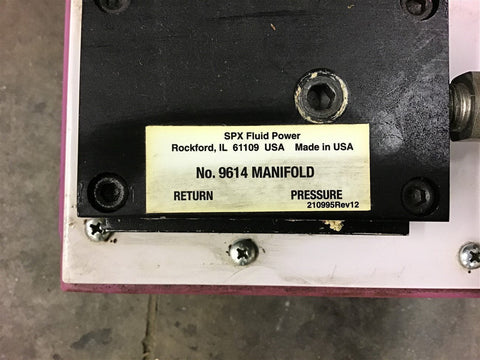 SPX Fluid Power
Rockford, IL 61109 USA Made in USA
No. 9614 MANIFOLD
RETURN PRESSURE
210995Rev12